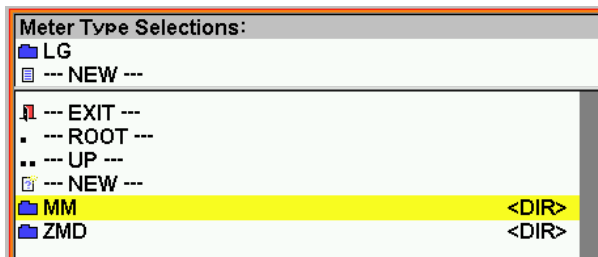 Meter Type Selections:
LG
--- NEW ---
--- EXIT ---
--- ROOT ---
--- UP ---
--- NEW ---
MM <DIR>
ZMD <DIR>